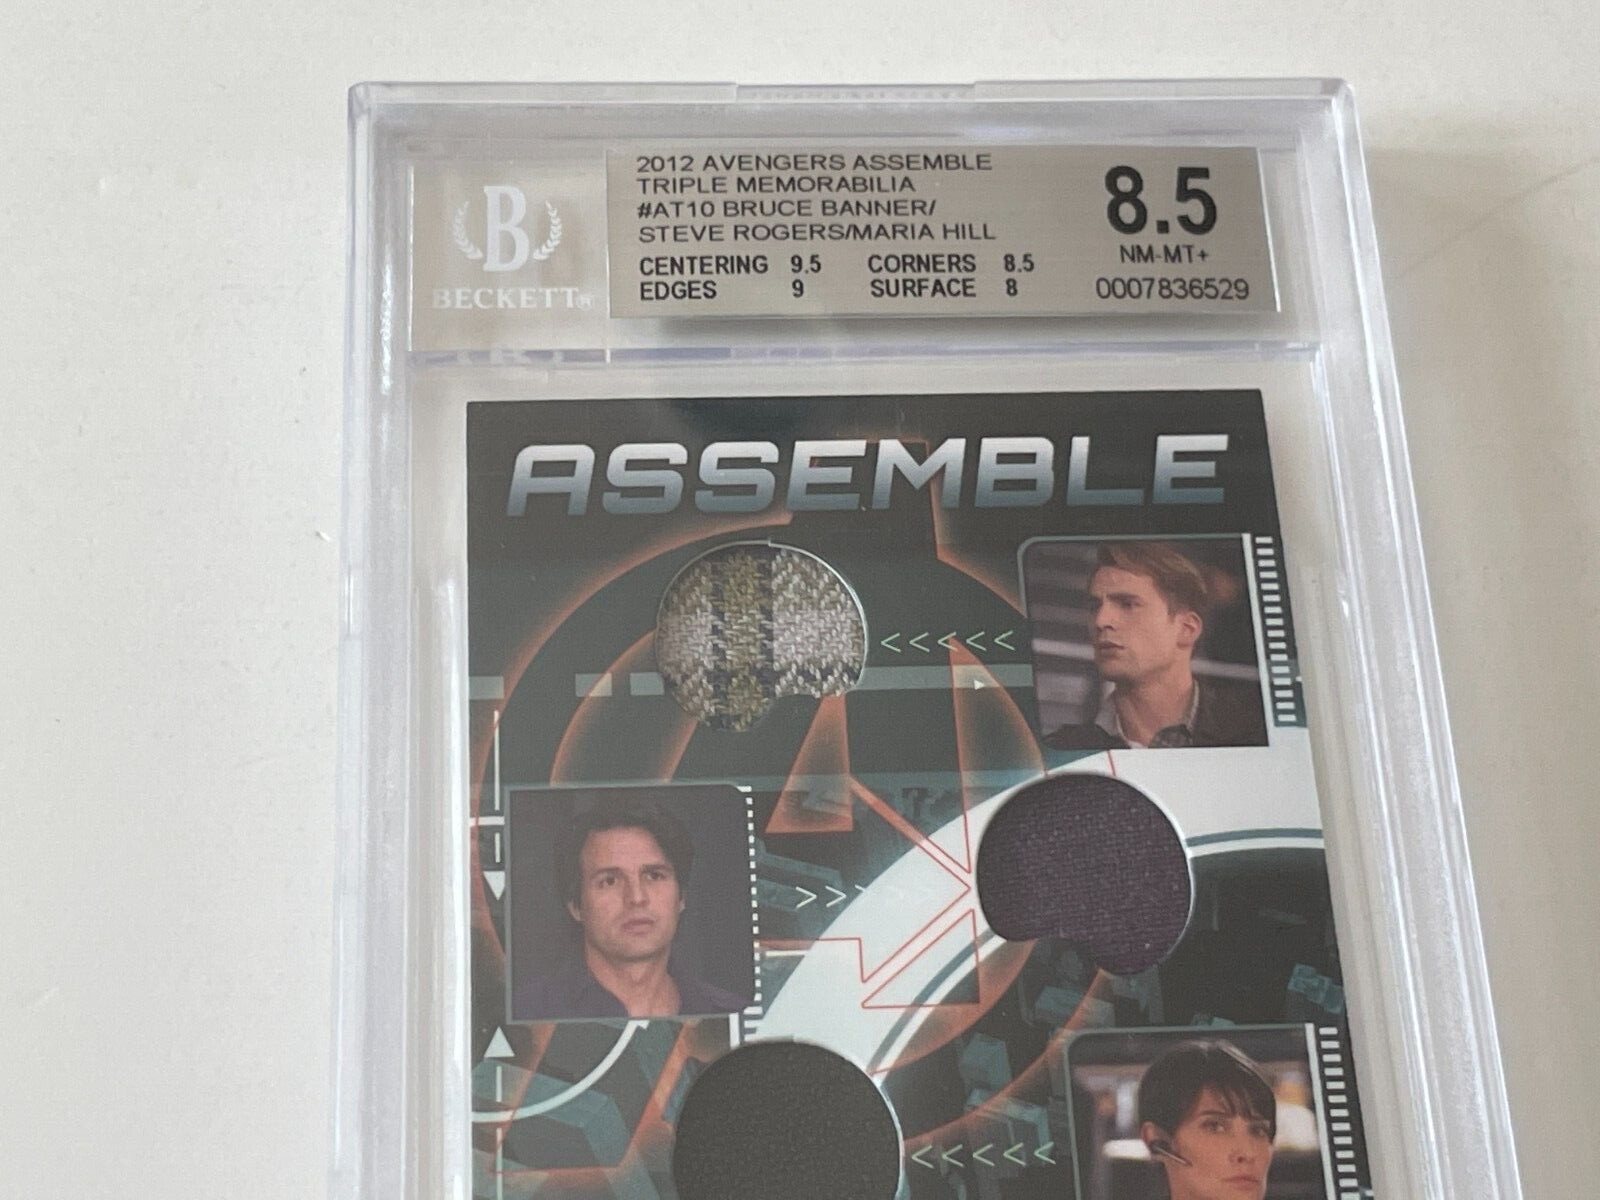 B
BECKETT®
2012 AVENGERS ASSEMBLE
TRIPLE MEMORABILIA
#AT10 BRUCE BANNER/
STEVE ROGERS/MARIA HILL
CENTERING 9.5 CORNERS 8.5
EDGES 9 SURFACE 8
8.5
NM-MT+
0007836529
ASSEMBLE